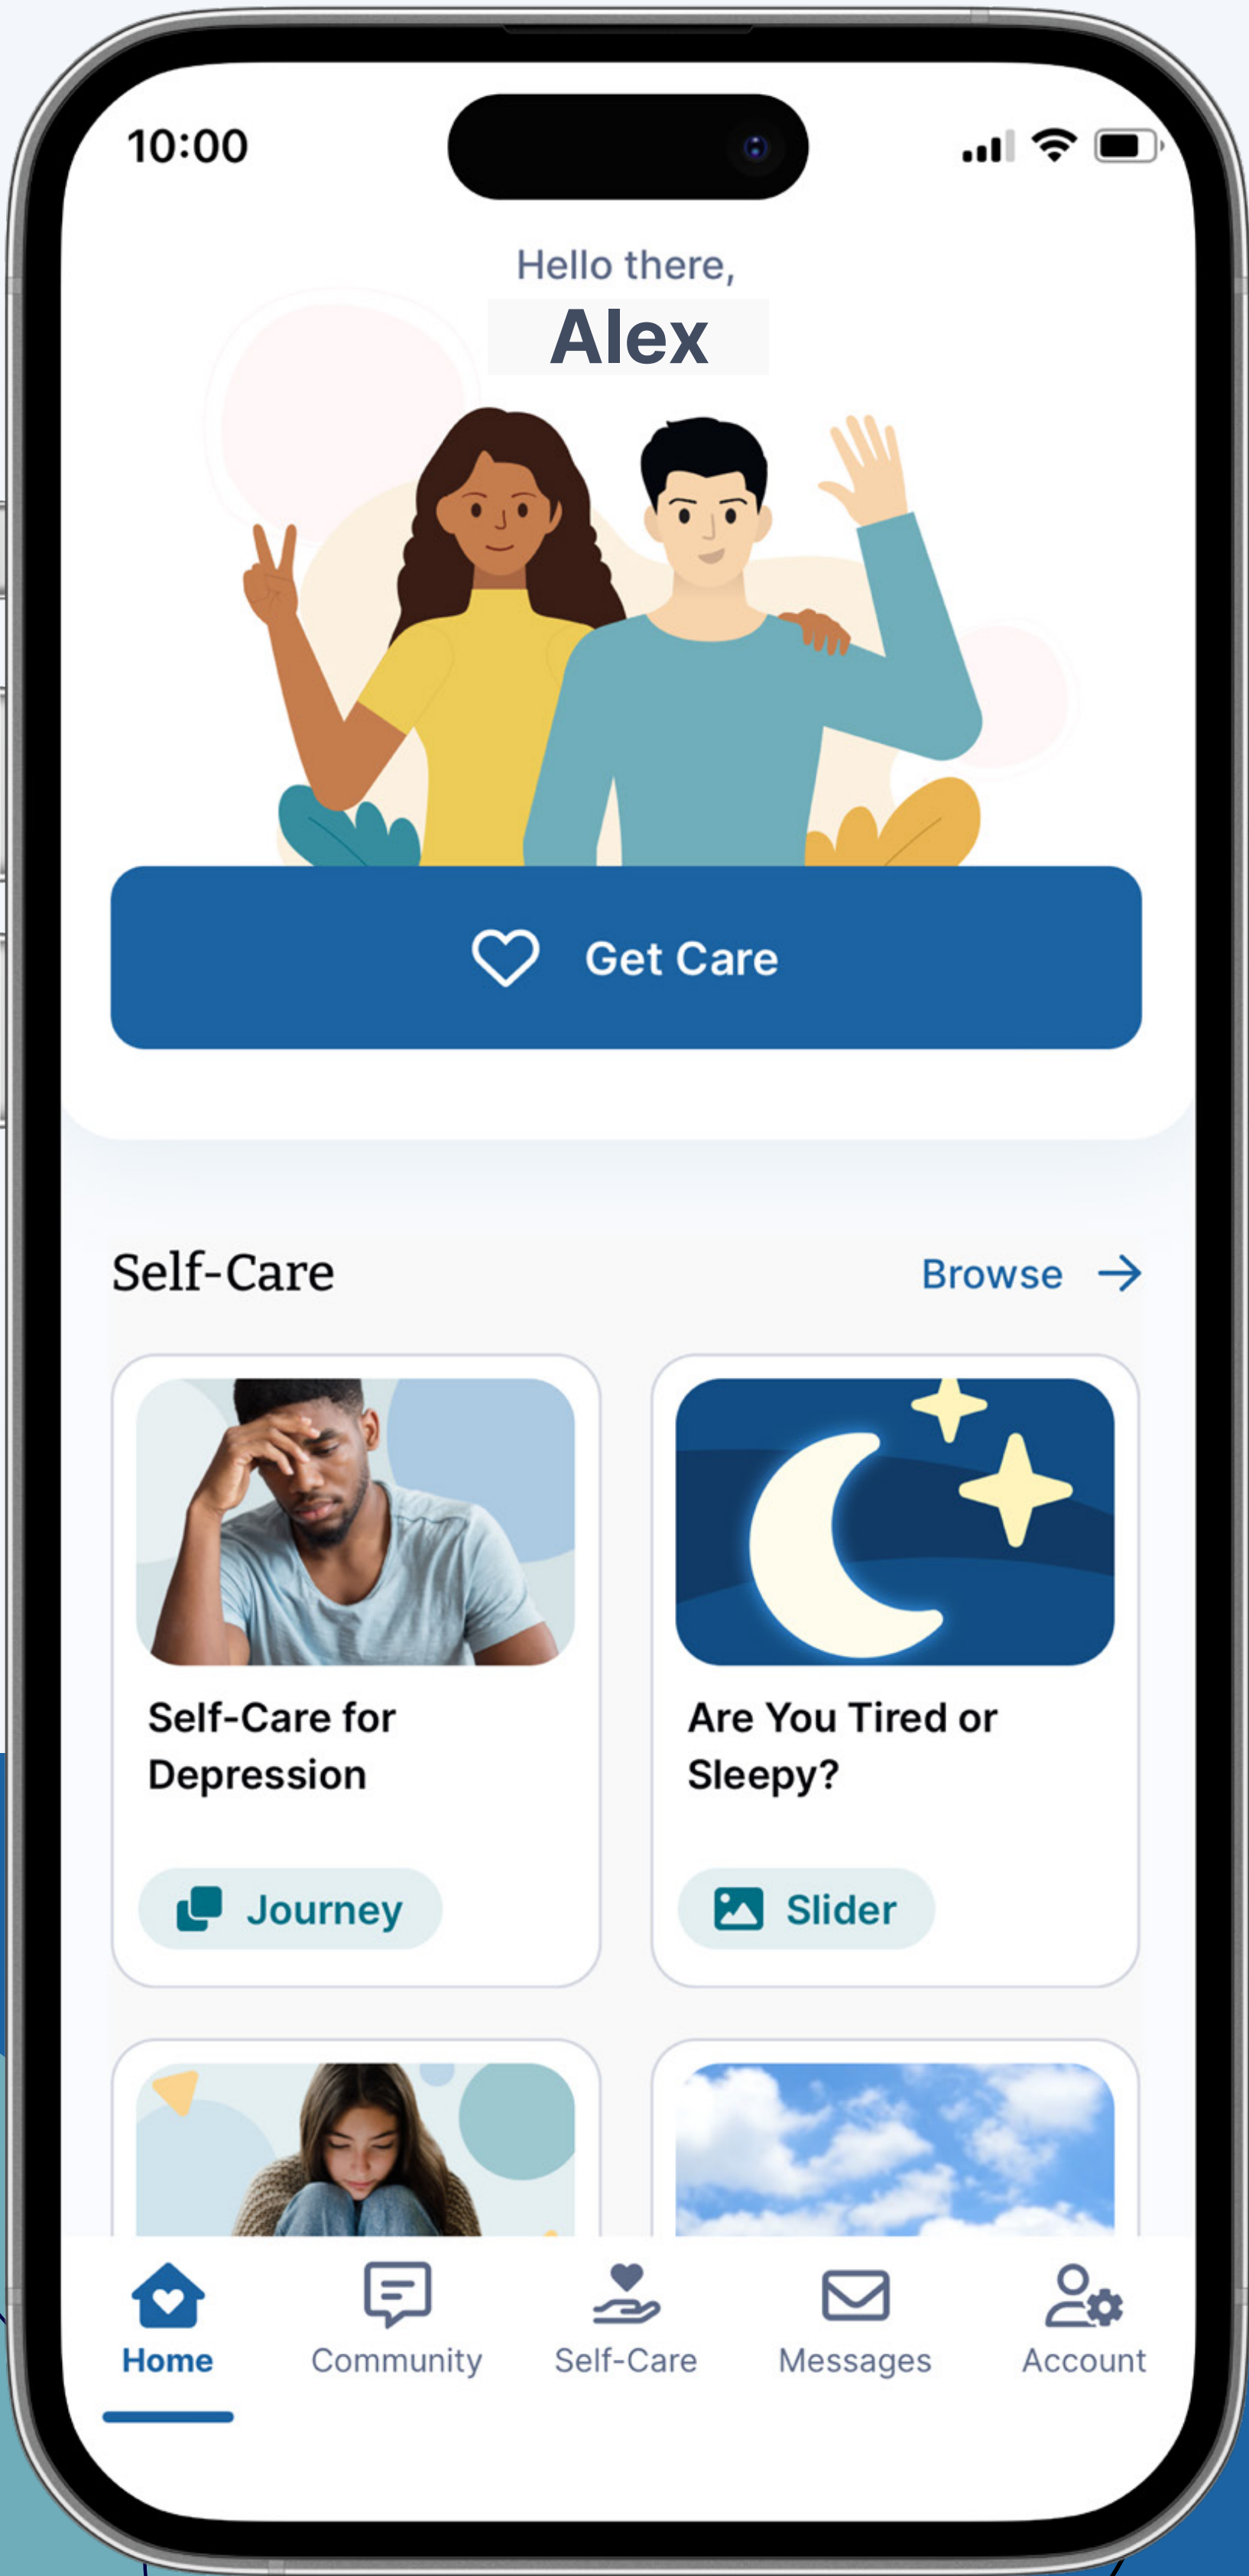 10:00
Hello there,
Alex
Get Care
Self-Care
Browse
Self-Care for
Depression
Are You Tired or
Sleepy?
Journey
Slider
Home
Community
Self-Care
Messages
Account